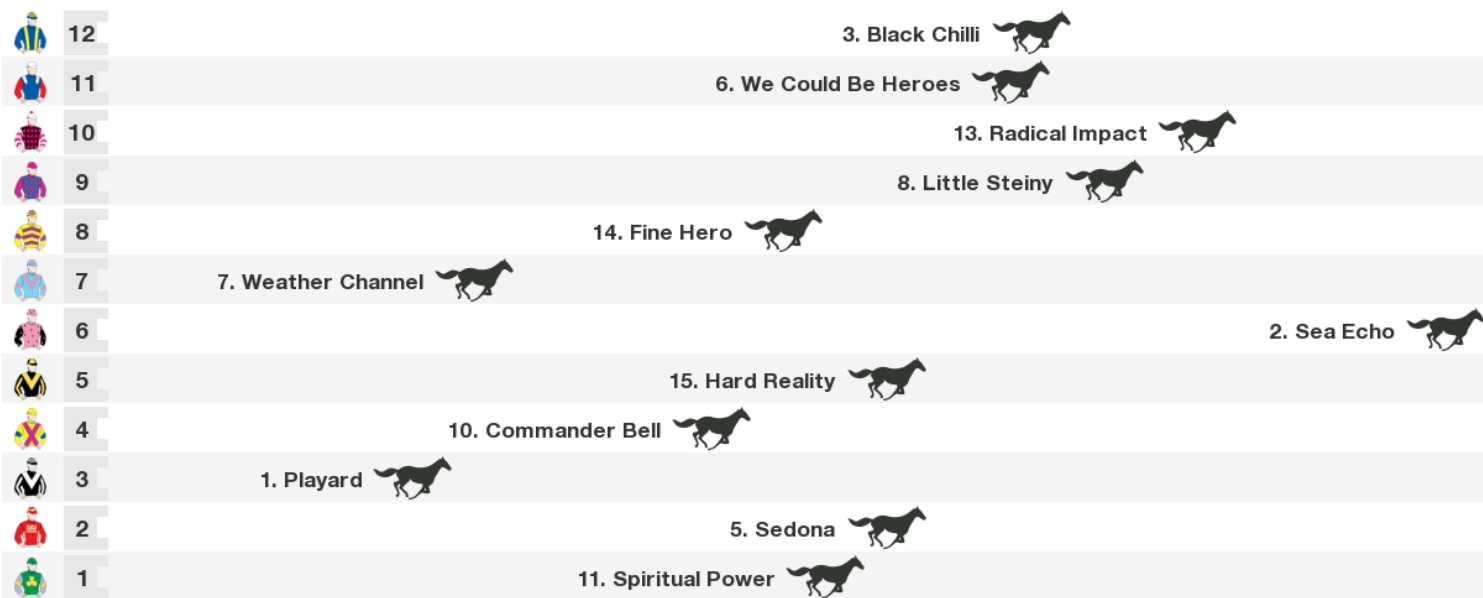 12 3. Black Chilli
11 6. We Could Be Heroes
10 13. Radical Impact
9 8. Little Steiny
8 14. Fine Hero
7 7. Weather Channel
6 2. Sea Echo
5 15. Hard Reality
4 10. Commander Bell
3 1. Playard
2 5. Sedona
1 11. Spiritual Power